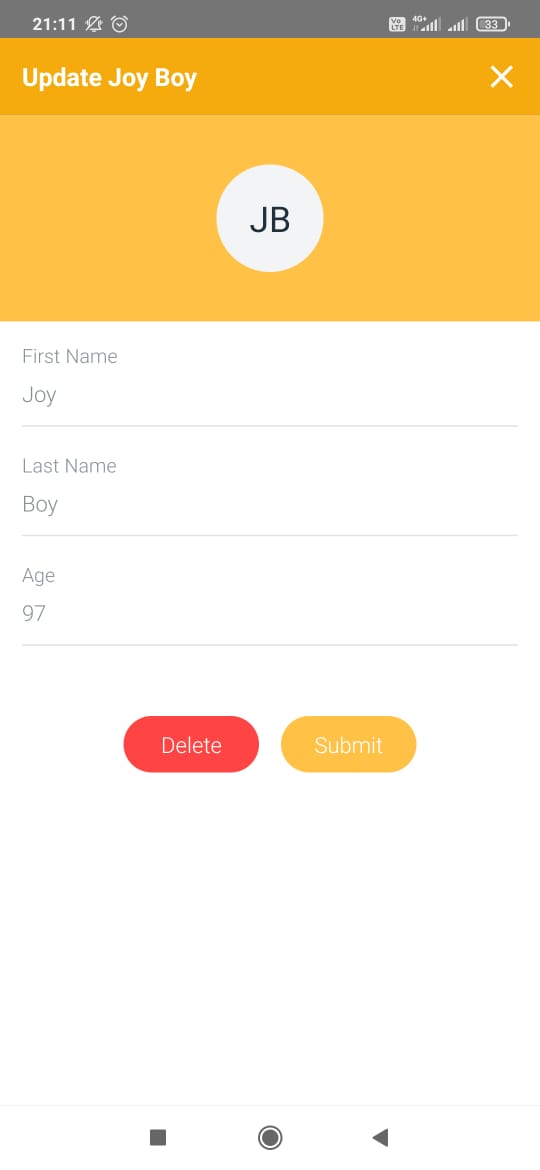 21:11 Vo LTE 4G+ 33
Update Joy Boy
JB
First Name
Joy
Last Name
Boy
Age
97
Delete Submit